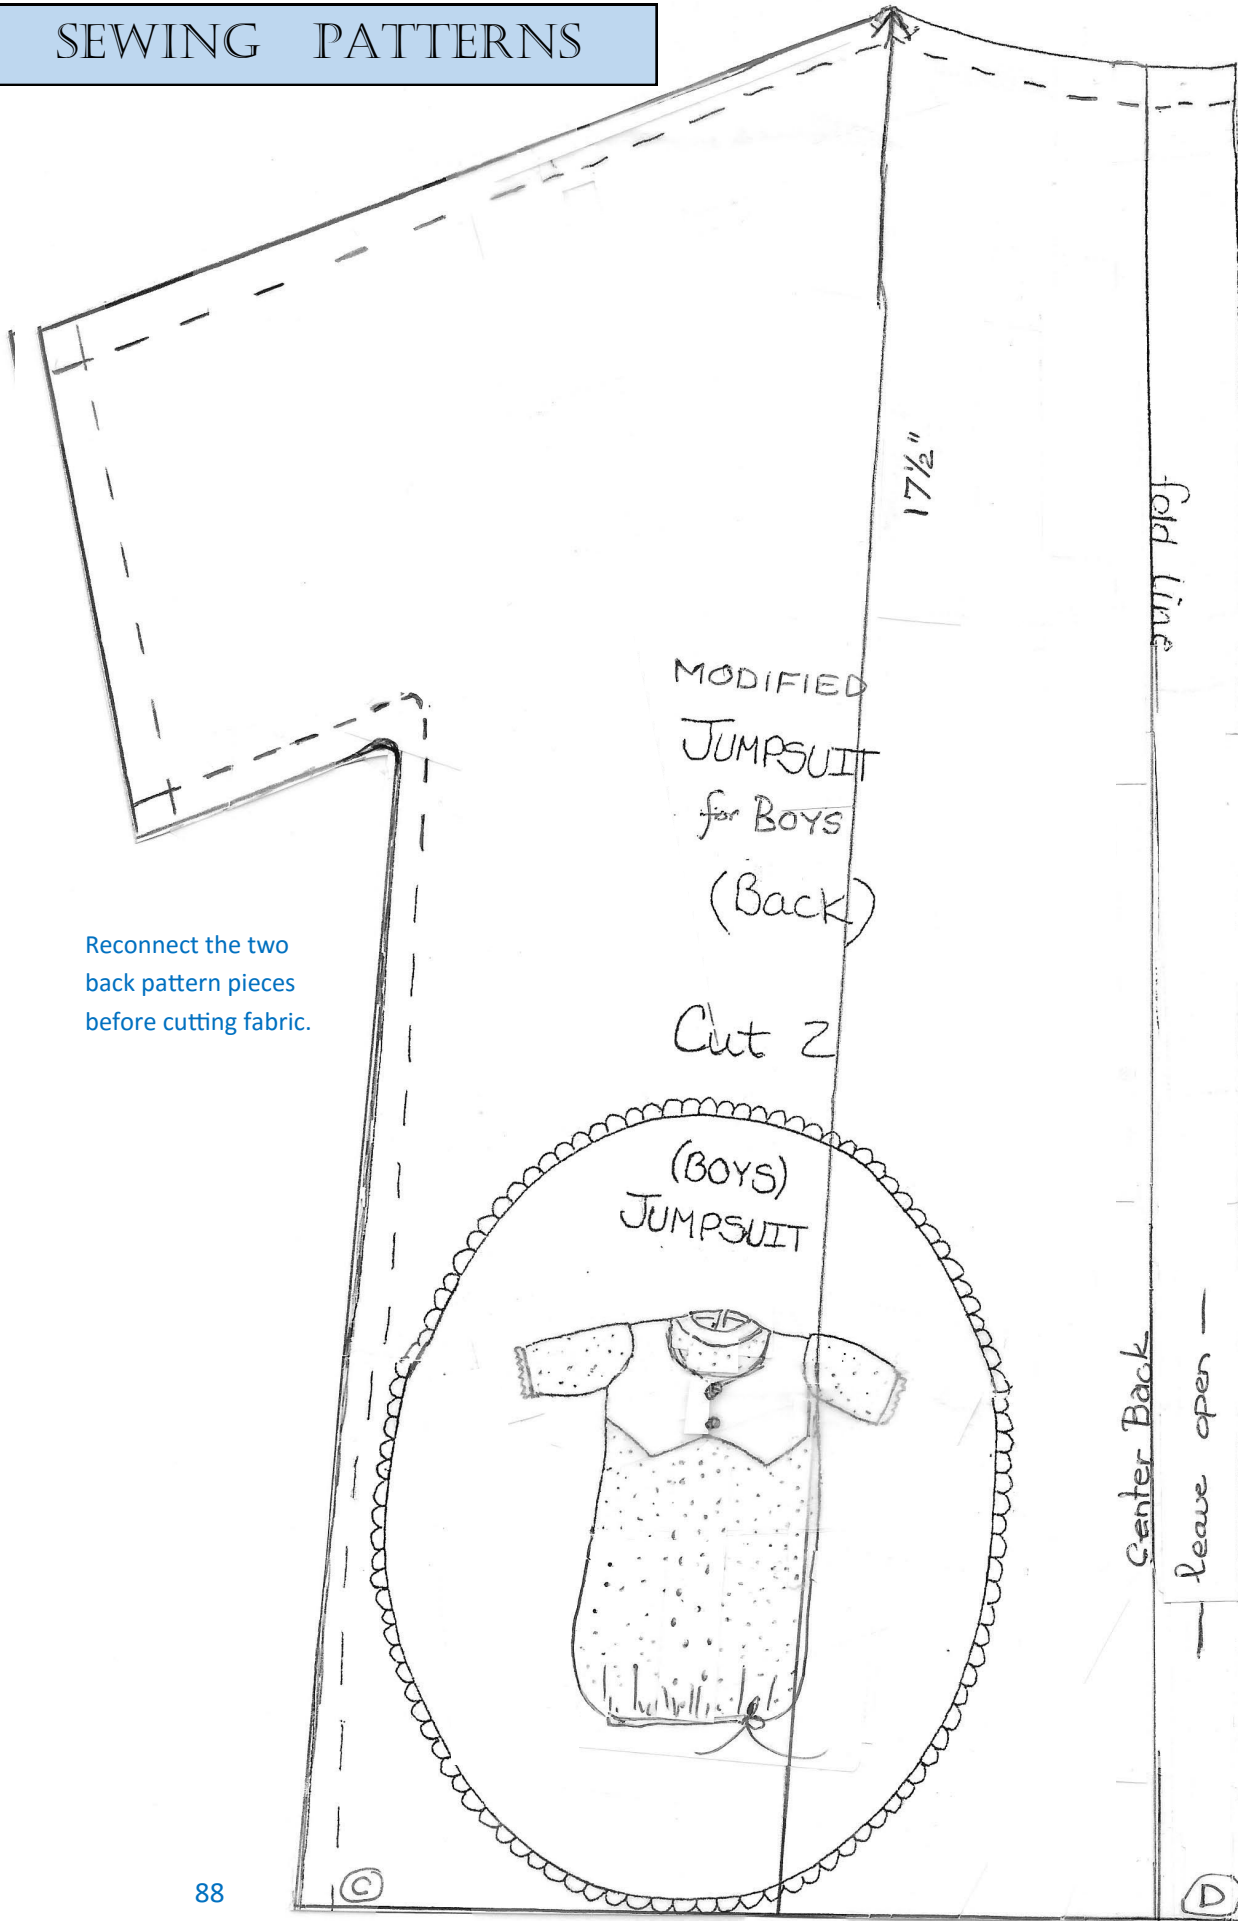 SEWING PATTERNS
17½"
fold line
MODIFIED
JUMPSUIT
for BOYS
(Back)
Reconnect the two
back pattern pieces
before cutting fabric.
Cut 2
(BOYS)
JUMPSUIT
Center Back
— leave open —
88
C
D